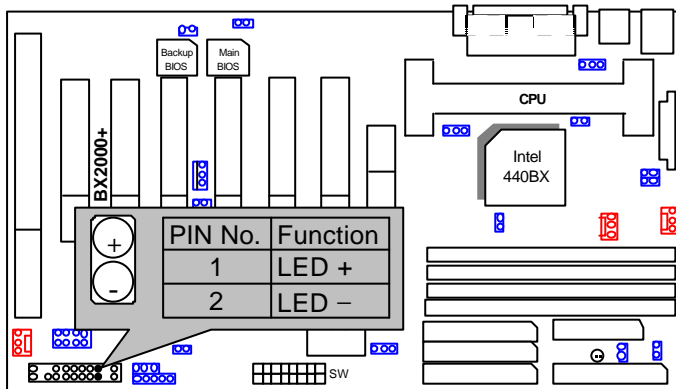 Backup
BIOS
Main
BIOS
CPU
BX2000+
Intel
440BX
+
-
PIN No. Function
1 LED +
2 LED −
SW